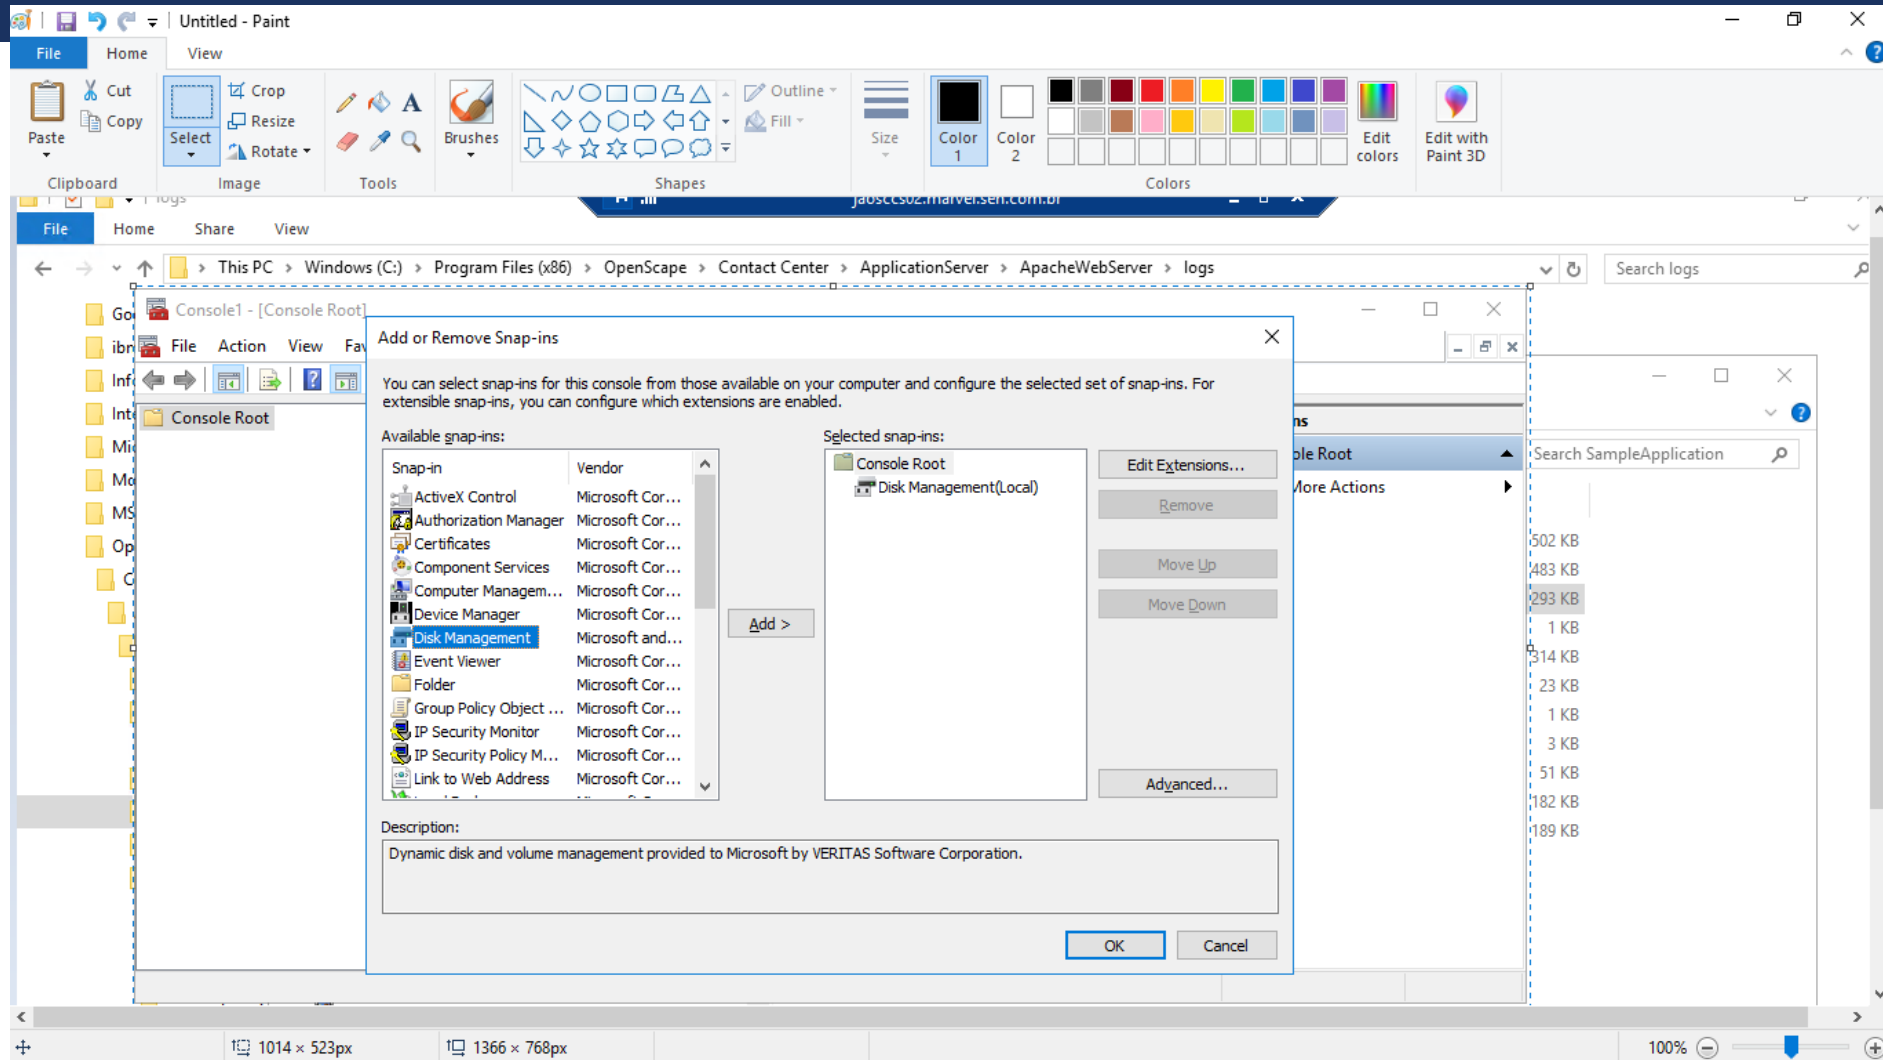 Untitled - Paint
File Home View
Paste
Cut
Copy
Clipboard
Select
Crop
Resize
Rotate
Image
A
Tools
Brushes
Outline
Fill
Shapes
Size
Color 1
Color 2
Edit colors
Colors
Edit with Paint 3D
logs
jaosccs02.marvel.sen.com.br
File Home Share View
This PC > Windows (C:) > Program Files (x86) > OpenScape > Contact Center > ApplicationServer > ApacheWebServer > logs
Search logs
Console1 - [Console Root]
File Action View Fav
Console Root
Add or Remove Snap-ins
You can select snap-ins for this console from those available on your computer and configure the selected set of snap-ins. For
extensible snap-ins, you can configure which extensions are enabled.
Available snap-ins:
Snap-in Vendor
ActiveX Control Microsoft Cor...
Authorization Manager Microsoft Cor...
Certificates Microsoft Cor...
Component Services Microsoft Cor...
Computer Managem... Microsoft Cor...
Device Manager Microsoft Cor...
Disk Management Microsoft and...
Event Viewer Microsoft Cor...
Folder Microsoft Cor...
Group Policy Object ... Microsoft Cor...
IP Security Monitor Microsoft Cor...
IP Security Policy M... Microsoft Cor...
Link to Web Address Microsoft Cor...
Add >
Selected snap-ins:
Console Root
Disk Management(Local)
Edit Extensions...
Remove
Move Up
Move Down
Advanced...
Description:
Dynamic disk and volume management provided to Microsoft by VERITAS Software Corporation.
OK
Cancel
ns
ole Root
More Actions
Search SampleApplication
502 KB
483 KB
293 KB
1 KB
314 KB
23 KB
1 KB
3 KB
51 KB
182 KB
189 KB
1014 × 523px
1366 × 768px
100%